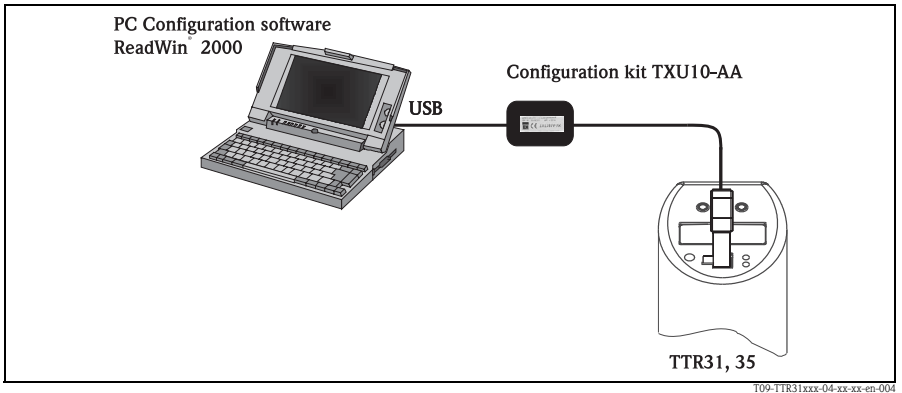 PC Configuration software
ReadWin® 2000
Configuration kit TXU10-AA
USB
TTR31, 35
T09-TTR31xxx-04-xx-xx-en-004